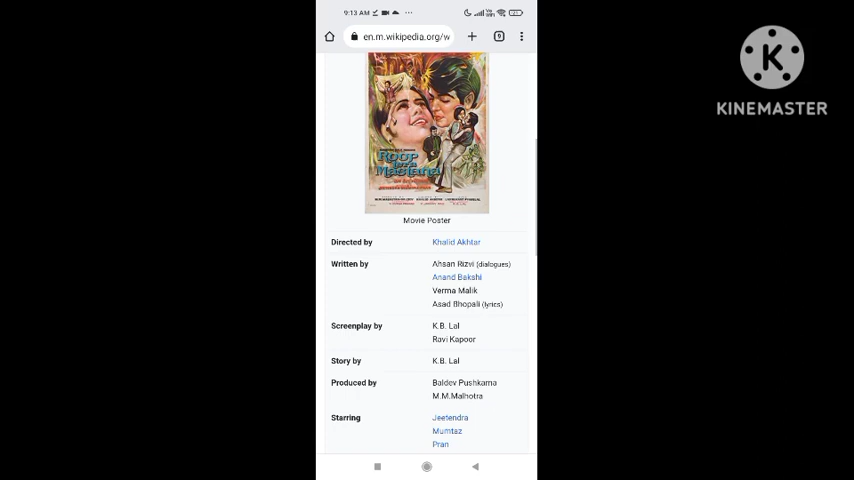 9:13 AM
en.m.wikipedia.org/w
9
KINEMASTER
Roop
Tera
Mastana
Movie Poster
Directed by Khalid Akhtar
Written by Ahsan Rizvi (dialogues)
Anand Bakshi
Verma Malik
Asad Bhopali (lyrics)
Screenplay by K.B. Lal
Ravi Kapoor
Story by K.B. Lal
Produced by Baldev Pushkarna
M.M.Malhotra
Starring Jeetendra
Mumtaz
Pran